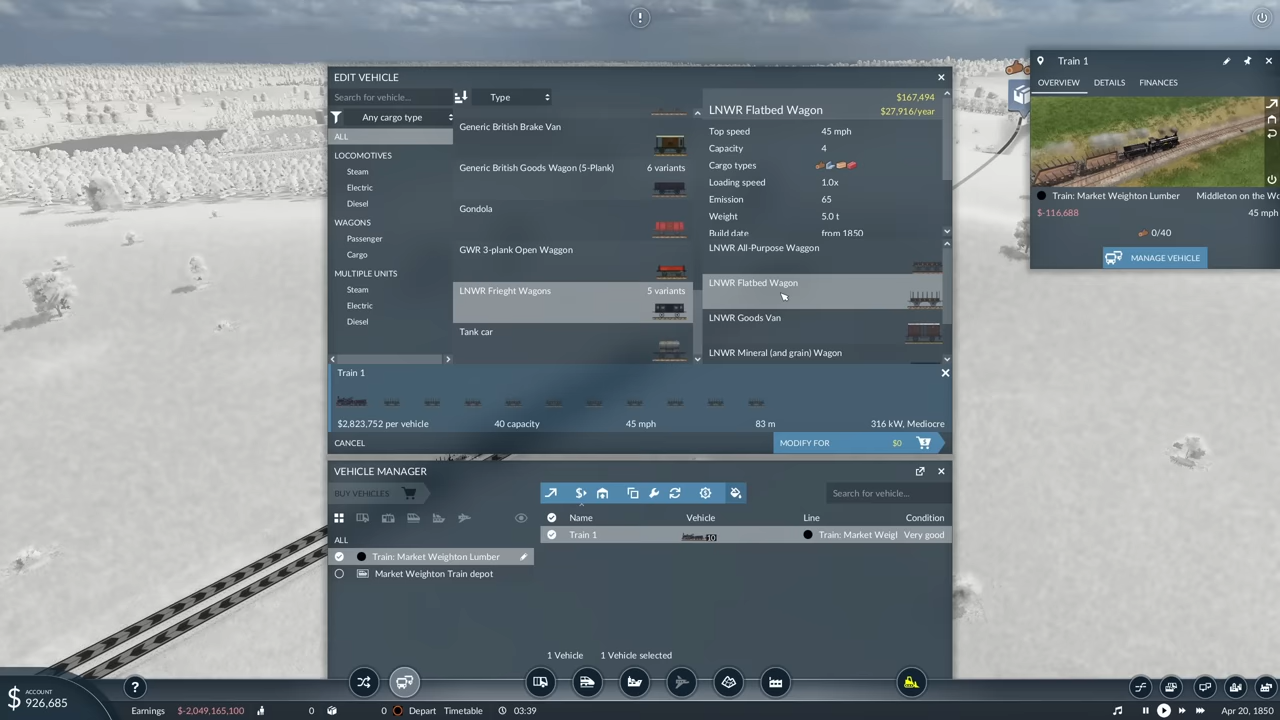 Train 1
OVERVIEW DETAILS FINANCES
Train: Market Weighton Lumber Middleton on the Wo
$-116,688 45 mph
0/40
MANAGE VEHICLE
EDIT VEHICLE
Search for vehicle...
Type
Any cargo type
ALL
LOCOMOTIVES
Steam
Electric
Diesel
WAGONS
Passenger
Cargo
MULTIPLE UNITS
Steam
Electric
Diesel
Generic British Brake Van
Generic British Goods Wagon (5-Plank) 6 variants
Gondola
GWR 3-plank Open Waggon
LNWR Frieght Wagons 5 variants
Tank car
$167,494
LNWR Flatbed Wagon $27,916/year
Top speed 45 mph
Capacity 4
Cargo types
Loading speed 1.0x
Emission 65
Weight 5.0 t
Build date from 1850
LNWR All-Purpose Waggon
LNWR Flatbed Wagon
LNWR Goods Van
LNWR Mineral (and grain) Wagon
Train 1
$2,823,752 per vehicle 40 capacity 45 mph 83 m 316 kW, Mediocre
CANCEL MODIFY FOR $0
VEHICLE MANAGER
BUY VEHICLES Search for vehicle...
Name Vehicle Line Condition
ALL
Train 1 10 Train: Market Weigl Very good
Train: Market Weighton Lumber
Market Weighton Train depot
1 Vehicle 1 Vehicle selected
$ ACCOUNT
926,685
?
Earnings $-2,049,165,100 0 0 Depart Timetable 03:39 Apr 20, 1850